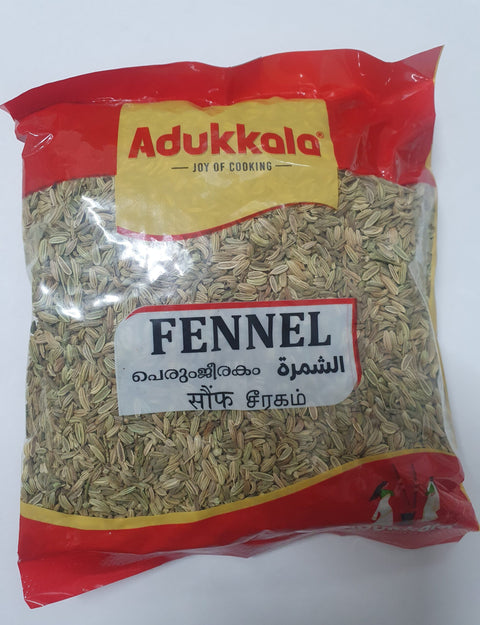 Adukkala®
JOY OF COOKING
FENNEL
പെരുംജീരകം الشمرة
सौंफ சீரகம்